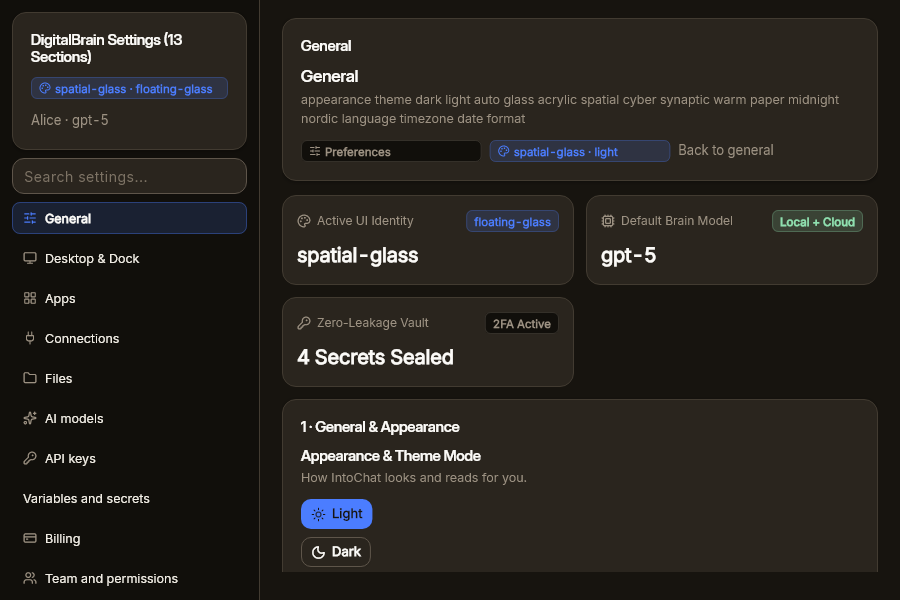 DigitalBrain Settings (13
Sections)
spatial-glass · floating-glass
Alice · gpt-5
Search settings...
General
Desktop & Dock
Apps
Connections
Files
AI models
API keys
Variables and secrets
Billing
Team and permissions
General
General
appearance theme dark light auto glass acrylic spatial cyber synaptic warm paper midnight
nordic language timezone date format
Preferences
spatial-glass · light
Back to general
Active UI Identity
floating-glass
spatial-glass
Default Brain Model
Local + Cloud
gpt-5
Zero-Leakage Vault
2FA Active
4 Secrets Sealed
1 · General & Appearance
Appearance & Theme Mode
How IntoChat looks and reads for you.
Light
Dark